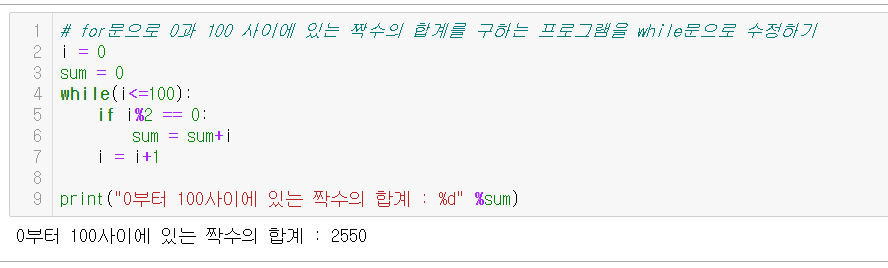 1 # for문으로 0과 100 사이에 있는 짝수의 합계를 구하는 프로그램을 while문으로 수정하기
2 i = 0
3 sum = 0
4 while(i<=100):
5     if i%2 == 0:
6         sum = sum+i
7     i = i+1
8
9 print("0부터 100사이에 있는 짝수의 합계 : %d" %sum)
0부터 100사이에 있는 짝수의 합계 : 2550